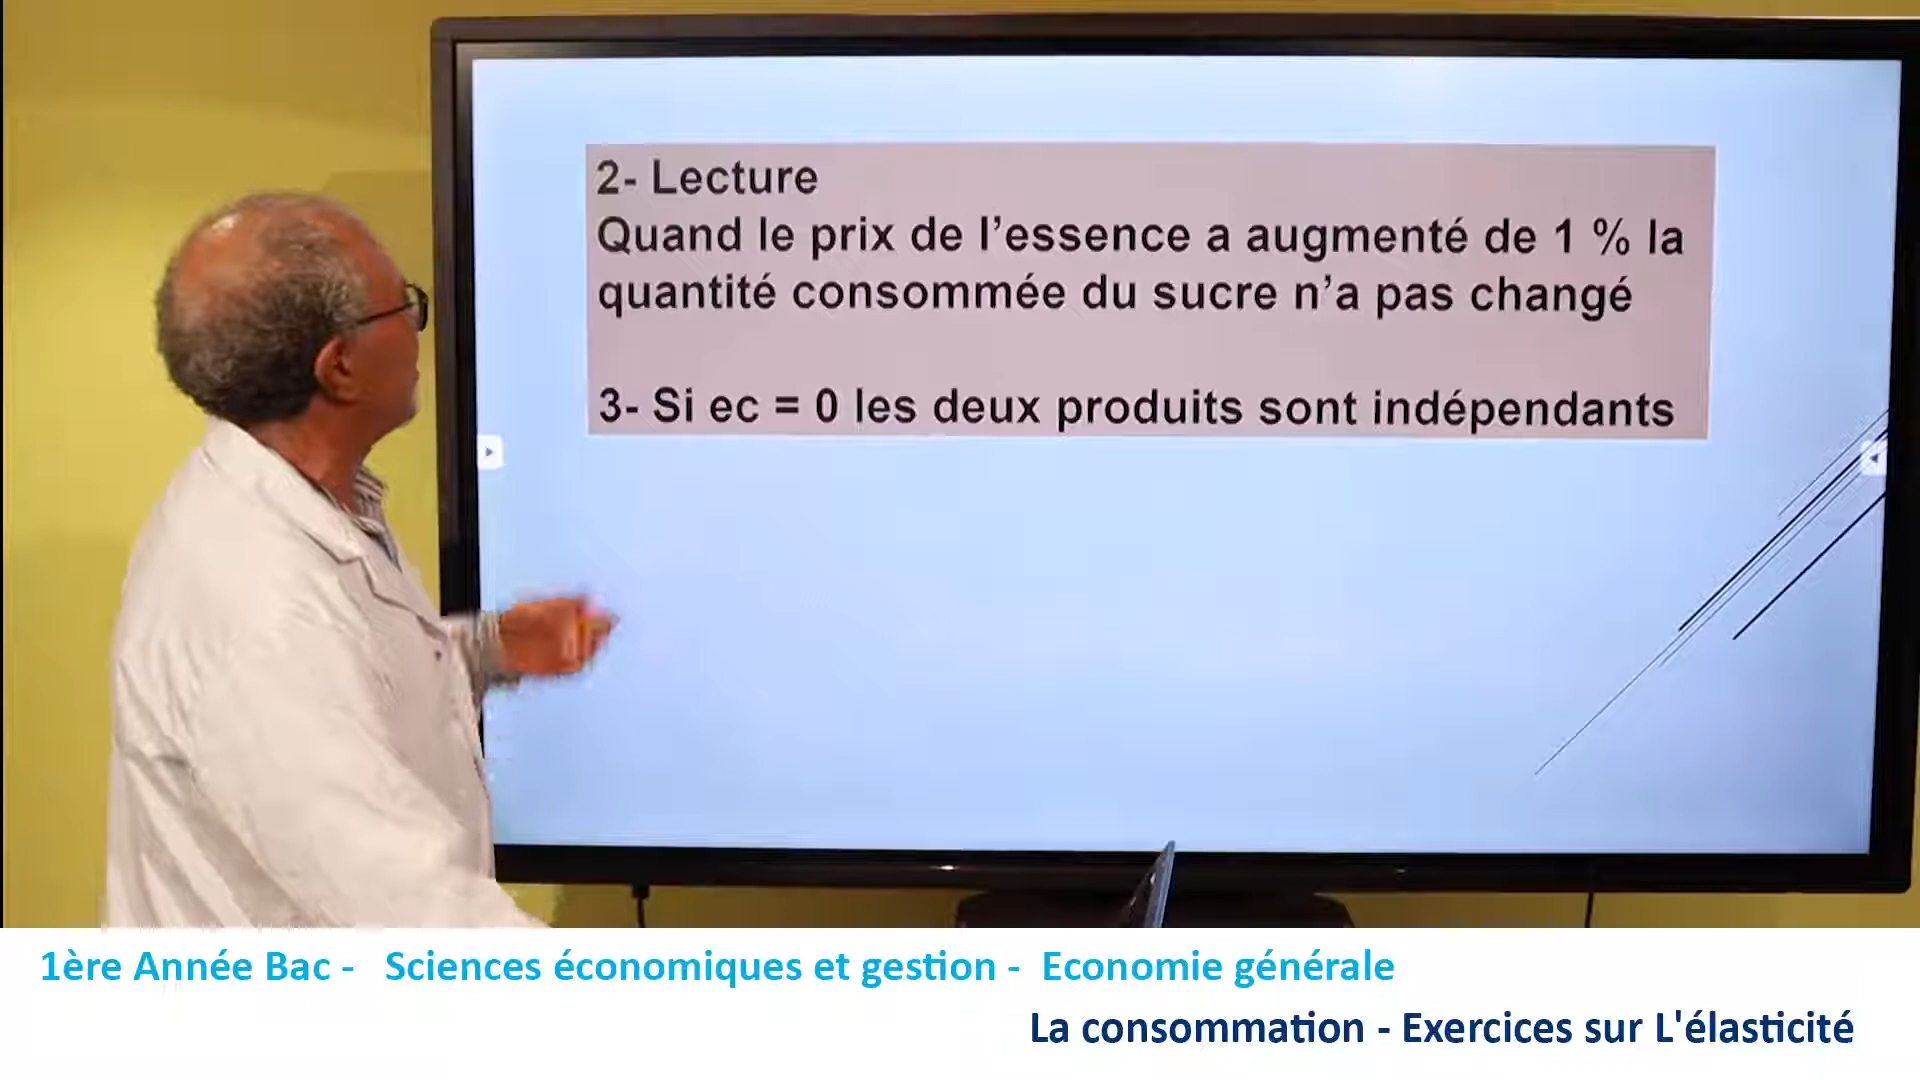 2- Lecture
Quand le prix de l’essence a augmenté de 1 % la
quantité consommée du sucre n’a pas changé
3- Si ec = 0 les deux produits sont indépendants
1ère Année Bac - Sciences économiques et gestion - Economie générale
La consommation - Exercices sur L'élasticité